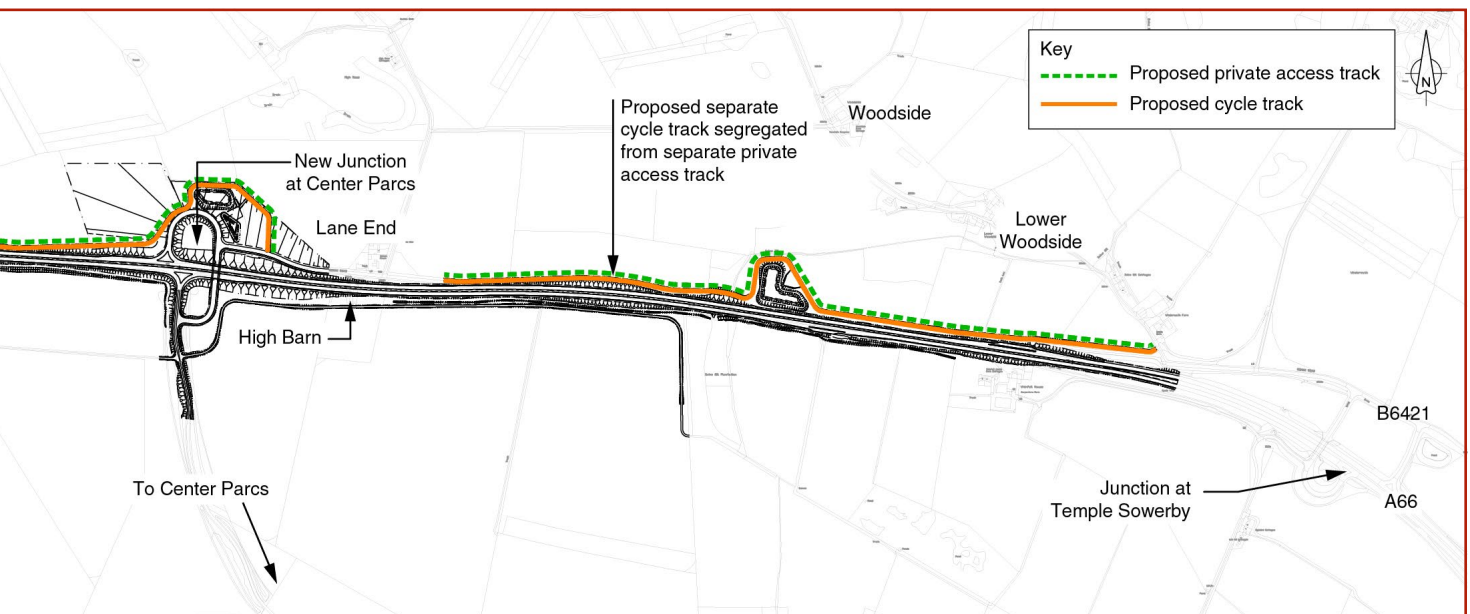 Key
Proposed private access track
Proposed cycle track
N
Proposed separate
cycle track segregated
from separate private
access track
Woodside
New Junction
at Center Parcs
Lane End
Lower
Woodside
High Barn
B6421
To Center Parcs
Junction at
Temple Sowerby
A66